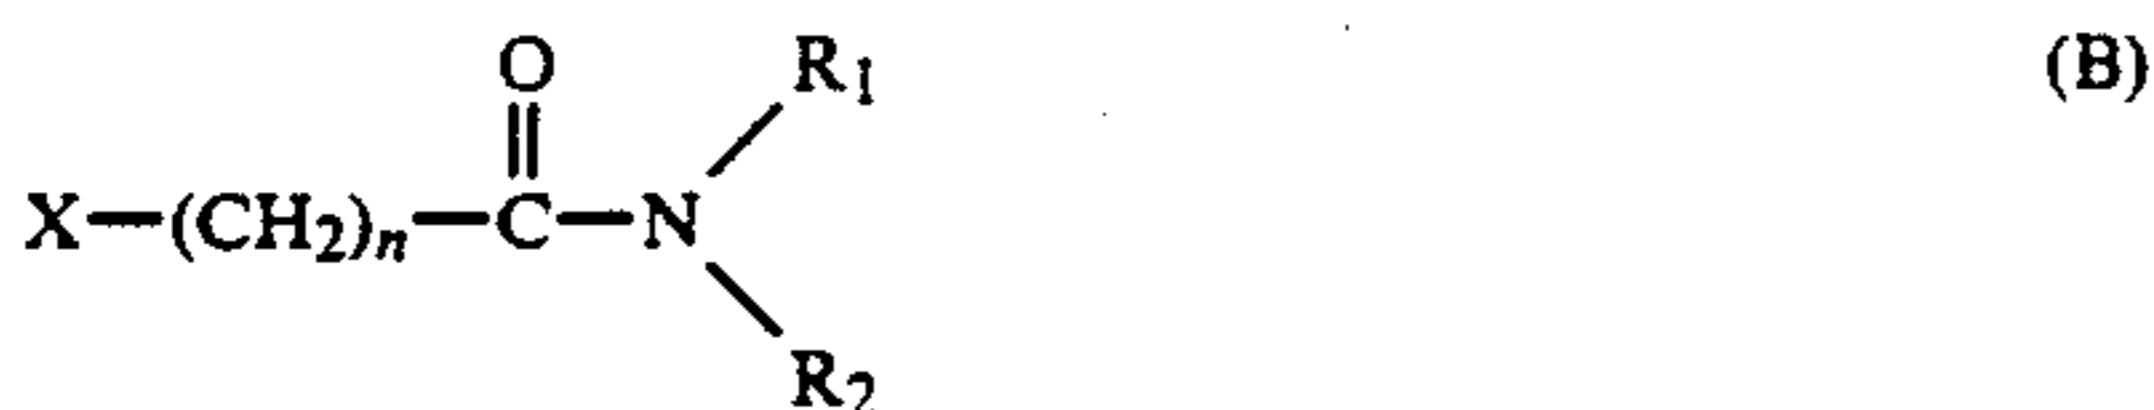 O R1 (B)
X—(CH2)n—C—N
R2